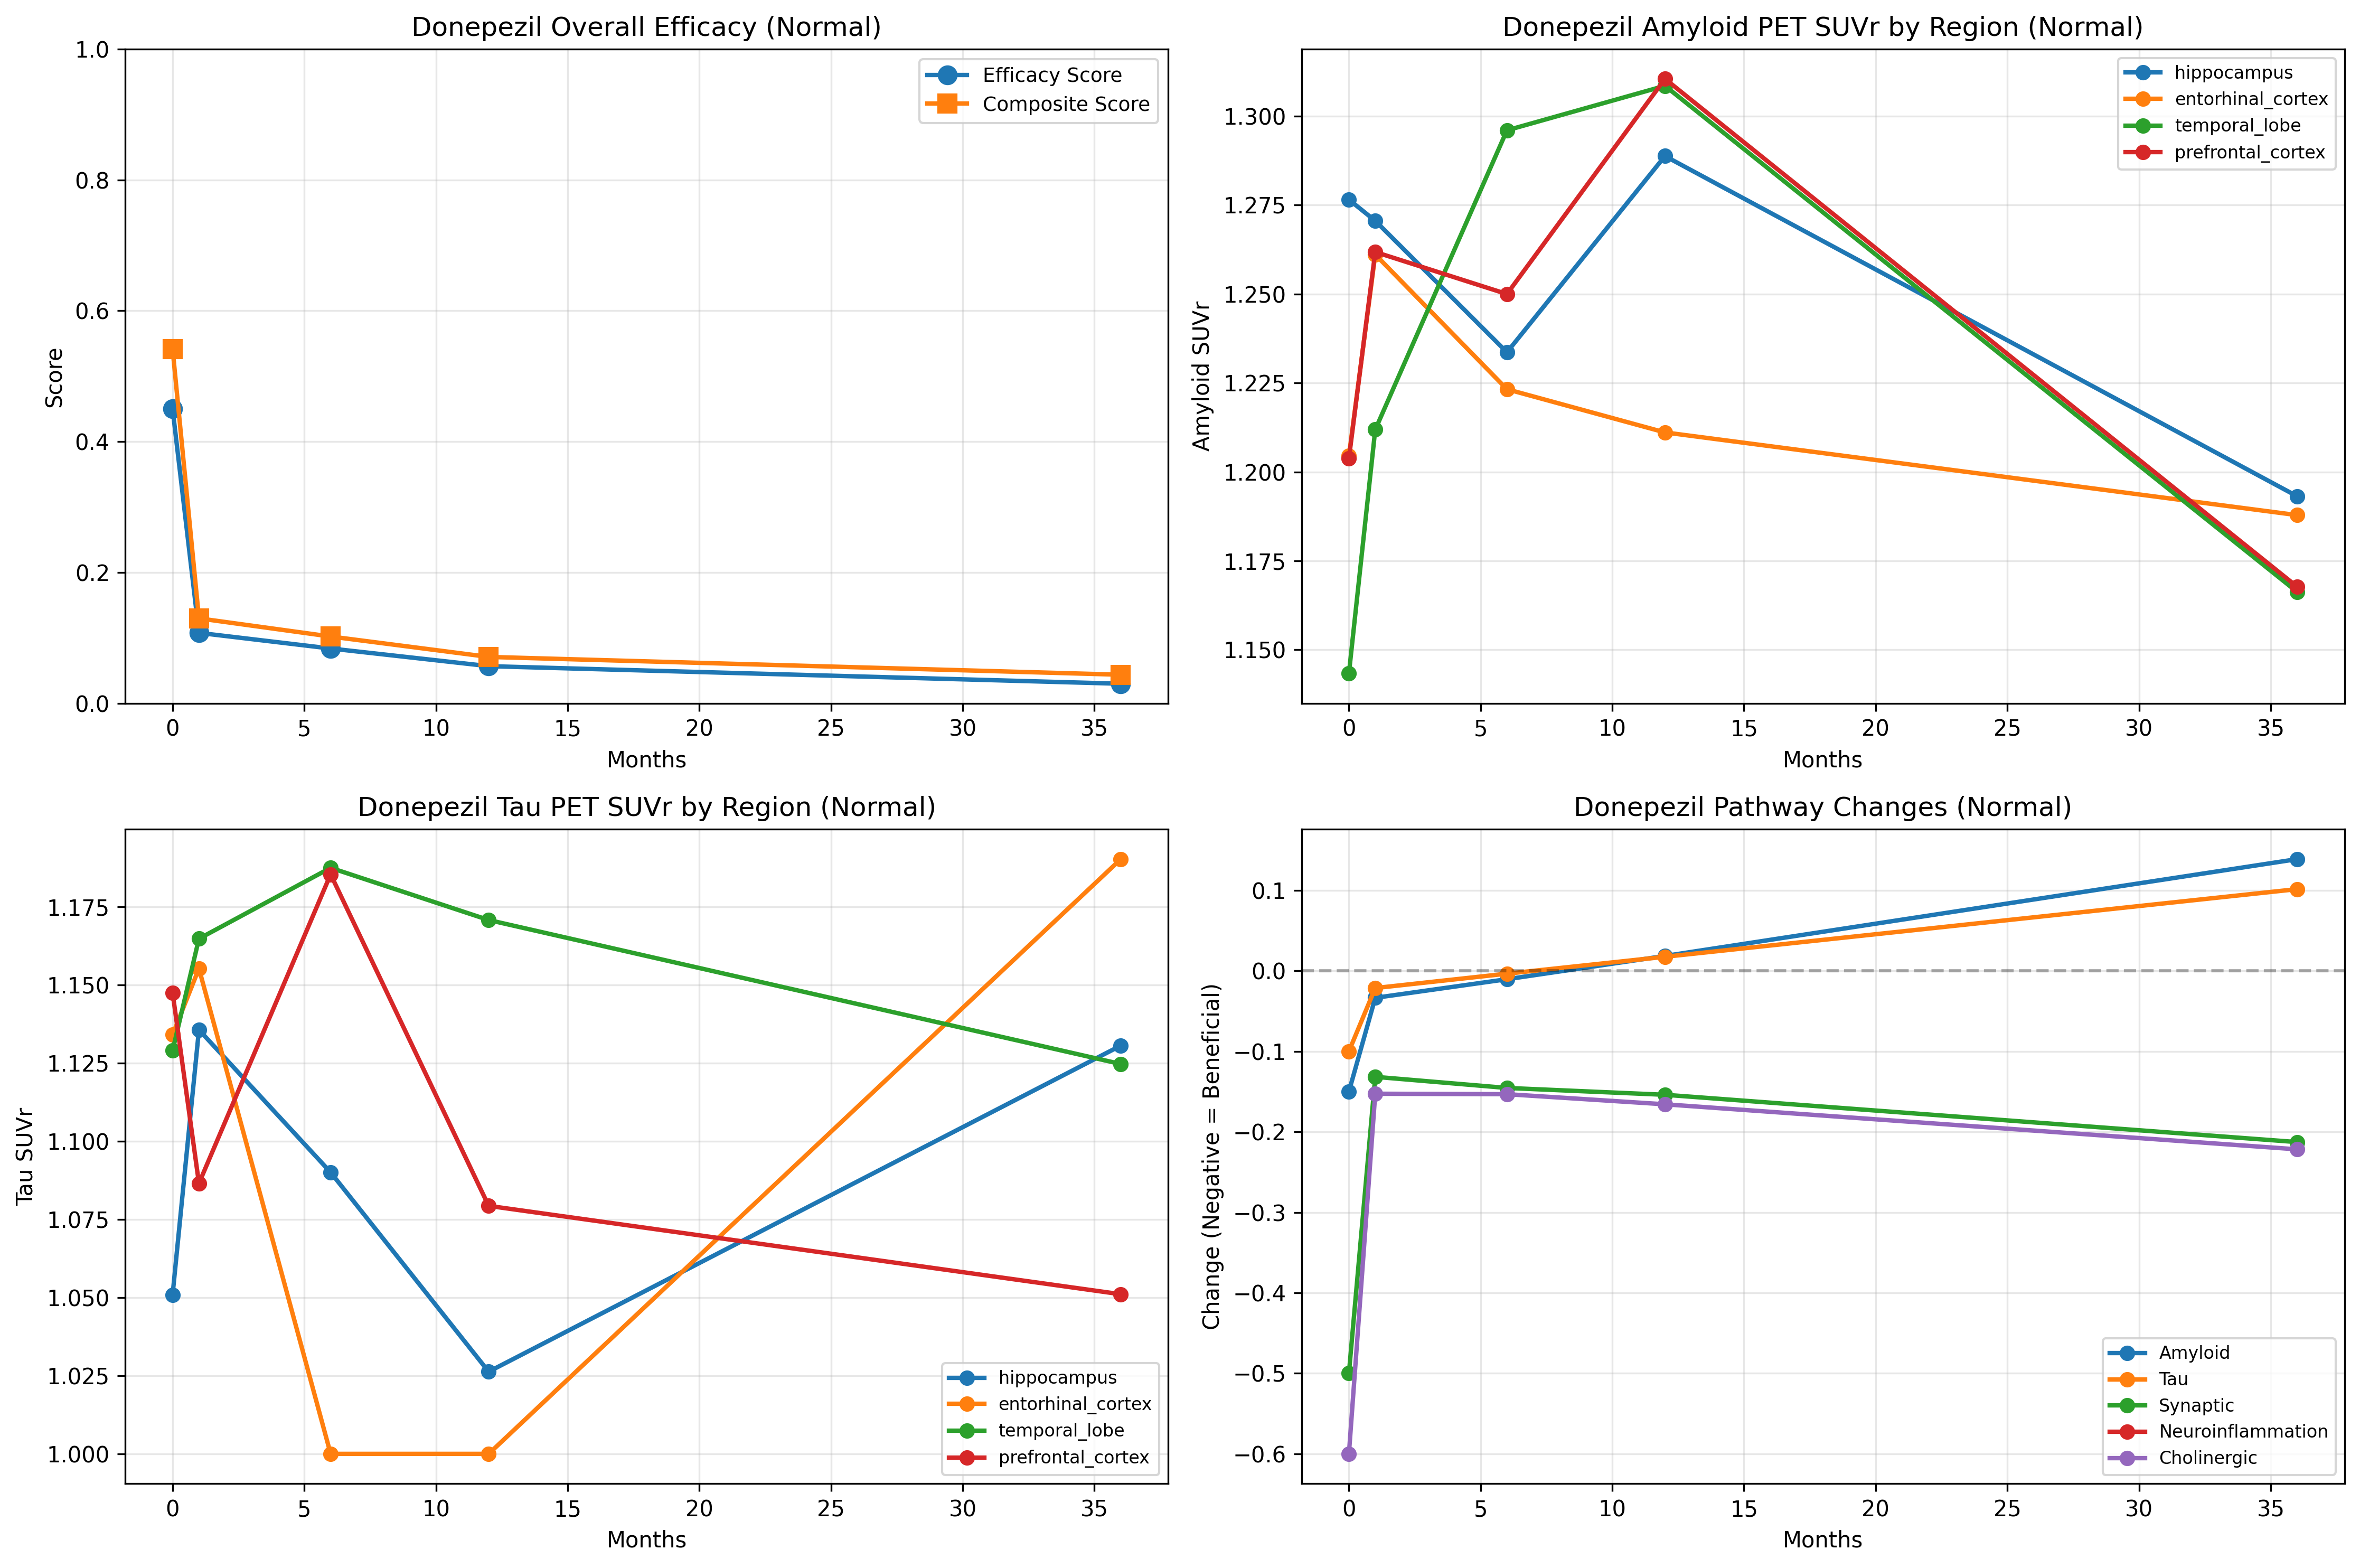 Donepezil Overall Efficacy (Normal)
1.0
0.8
0.6
0.4
0.2
0.0
Score
0 5 10 15 20 25 30 35
Months
Efficacy Score
Composite Score
Donepezil Amyloid PET SUVr by Region (Normal)
1.300
1.275
1.250
1.225
1.200
1.175
1.150
Amyloid SUVr
0 5 10 15 20 25 30 35
Months
hippocampus
entorhinal_cortex
temporal_lobe
prefrontal_cortex
Donepezil Tau PET SUVr by Region (Normal)
1.175
1.150
1.125
1.100
1.075
1.050
1.025
1.000
Tau SUVr
0 5 10 15 20 25 30 35
Months
hippocampus
entorhinal_cortex
temporal_lobe
prefrontal_cortex
Donepezil Pathway Changes (Normal)
0.1
0.0
−0.1
−0.2
−0.3
−0.4
−0.5
−0.6
Change (Negative = Beneficial)
0 5 10 15 20 25 30 35
Months
Amyloid
Tau
Synaptic
Neuroinflammation
Cholinergic